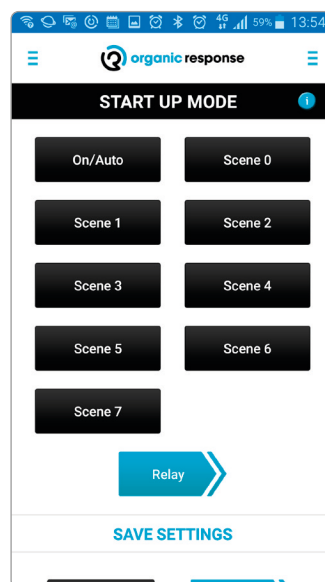 4G 59% 13:54
organic response
START UP MODE i
On/Auto Scene 0
Scene 1 Scene 2
Scene 3 Scene 4
Scene 5 Scene 6
Scene 7
Relay
SAVE SETTINGS